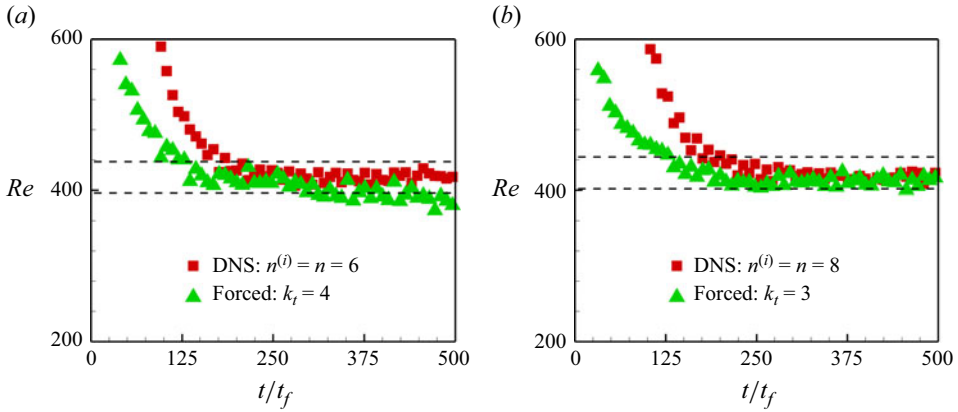 (a)
600
400
200
Re
DNS: n^(i) = n = 6
Forced: k_t = 4
0 125 250 375 500
t/t_f
(b)
600
400
200
Re
DNS: n^(i) = n = 8
Forced: k_t = 3
0 125 250 375 500
t/t_f